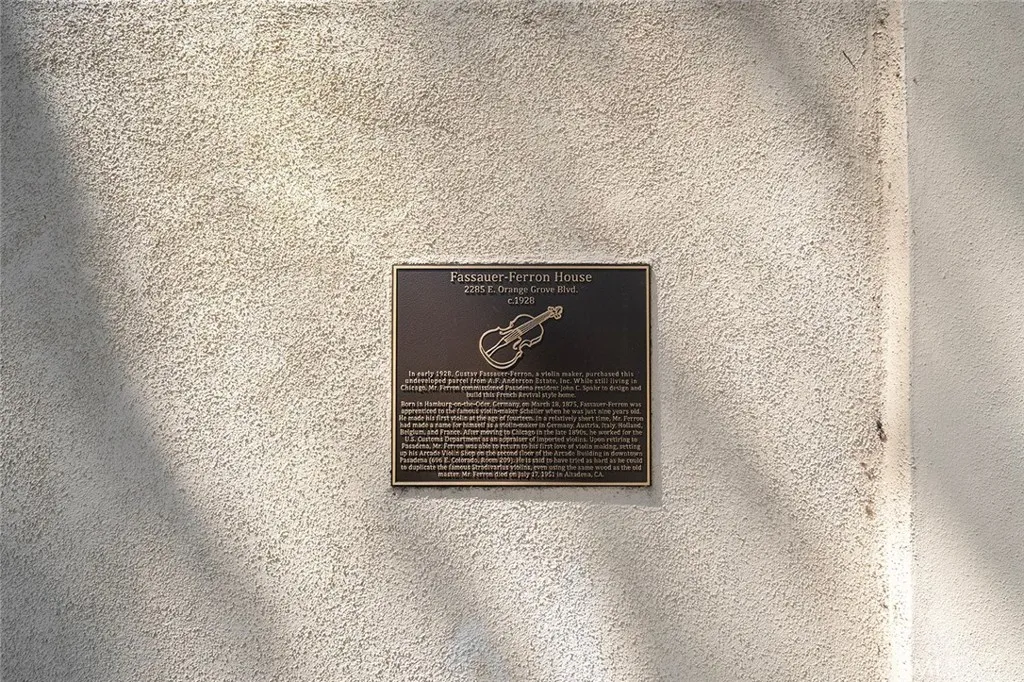 Fassauer-Ferron House
2285 E. Orange Grove Blvd.
c.1928
In early 1928, Gustav Fassauer-Ferron, a violin maker, purchased this
undeveloped parcel from A.F. Anderson Estate, Inc. While still living in
Chicago, Mr. Ferron commissioned Pasadena resident John C. Spohr to design and
build this French Revival style home.
Born in Hamburg-on-the-Oder, Germany, on March 18, 1875, Fassauer-Ferron was
apprenticed to the famous violin-maker Schiller when he was just nine years old.
He made his first violin at the age of fourteen. In a relatively short time, Mr. Ferron
had made a name for himself as a violin-maker in Germany, Austria, Italy, Holland,
Belgium, and France. After moving to Chicago in the late 1890s, he worked for the
U.S. Customs Department as an appraiser of imported violins. Upon retiring to
Pasadena, Mr. Ferron was able to return to his first love of violin making, setting
up his Arcade Violin Shop on the second floor of the Arcade Building in downtown
Pasadena (696 E. Colorado, Room 209). He is said to have tried as hard as he could
to duplicate the famous Stradivarius violins, even using the same wood as the old
master. Mr. Ferron died on July 17, 1951 in Altadena, CA.